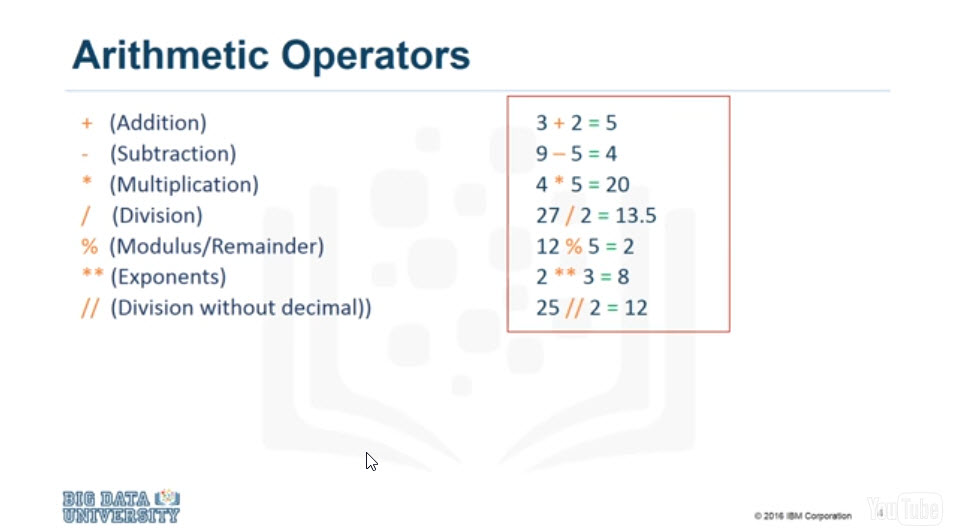 Arithmetic Operators
+ (Addition)
- (Subtraction)
* (Multiplication)
/ (Division)
% (Modulus/Remainder)
** (Exponents)
// (Division without decimal))
3 + 2 = 5
9 – 5 = 4
4 * 5 = 20
27 / 2 = 13.5
12 % 5 = 2
2 ** 3 = 8
25 // 2 = 12
BIG DATA
UNIVERSITY
© 2016 IBM Corporation
4
YouTube